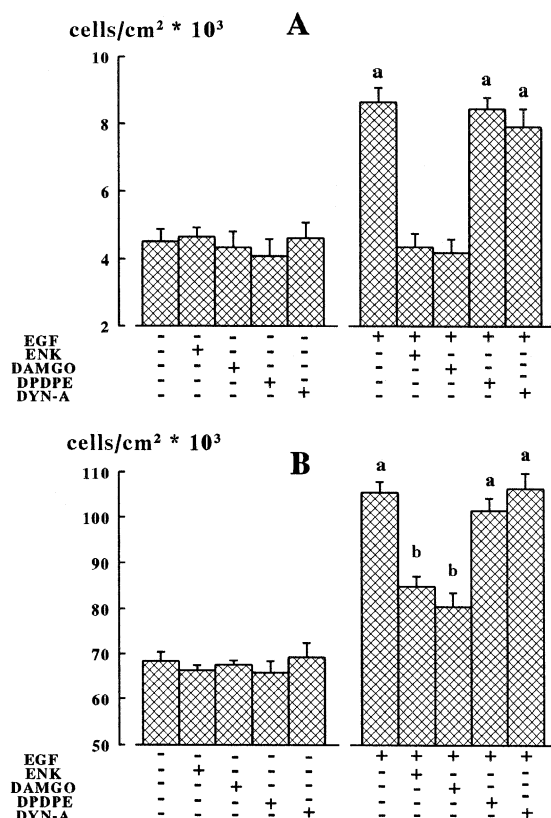 cells/cm² * 10³ A
10
8
6
4
2
a
a
a
EGF - - - - - + + + + +
ENK - + - - - - + - - -
DAMGO - - + - - - - + - -
DPDPE - - - + - - - - + -
DYN-A - - - - + - - - - +
cells/cm² * 10³ B
110
100
90
80
70
60
50
a
b
b
a
a
EGF - - - - - + + + + +
ENK - + - - - - + - - -
DAMGO - - + - - - - + - -
DPDPE - - - + - - - - + -
DYN-A - - - - + - - - - +